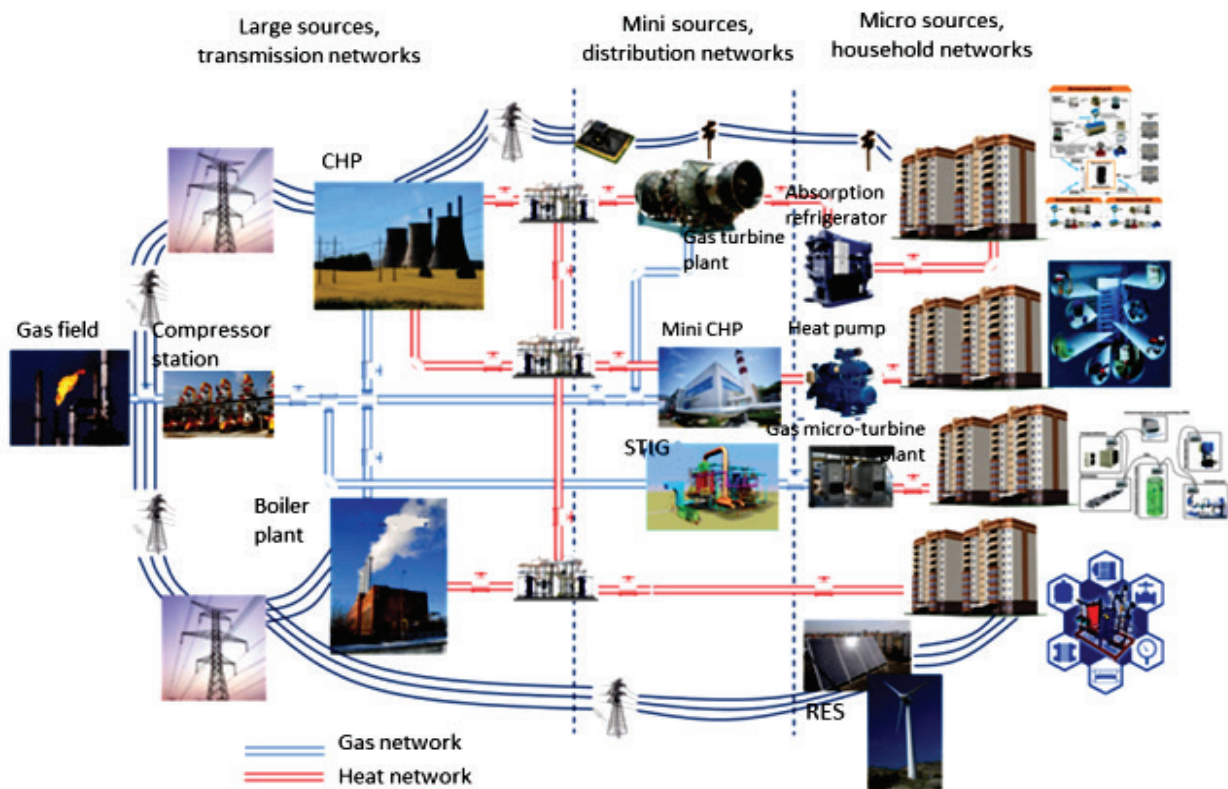 Large sources,
transmission networks
Mini sources,
distribution networks
Micro sources,
household networks
CHP
Absorption
refrigerator
Gas turbine
plant
Gas field
Compressor
station
Mini CHP
Heat pump
STIG
Gas micro-turbine
plant
Boiler
plant
RES
Gas network
Heat network